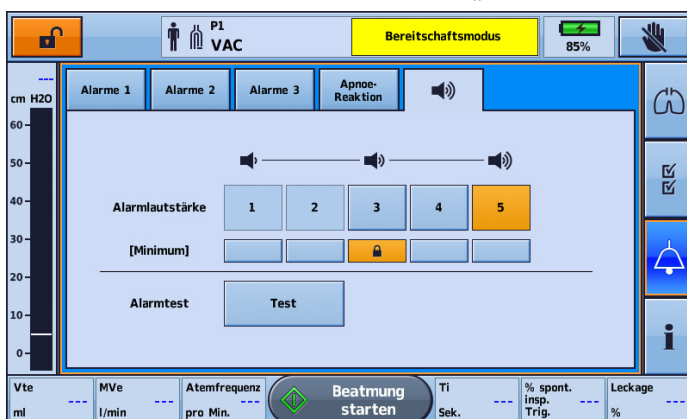 P1
VAC
Bereitschaftsmodus
85%
---
cm H2O
60
50
40
30
20
10
0
Alarme 1
Alarme 2
Alarme 3
Apnoe-
Reaktion
Alarmlautstärke
1
2
3
4
5
[Minimum]
Alarmtest
Test
i
Vte
---
ml
MVe
---
l/min
Atemfrequenz
---
pro Min.
Beatmung
starten
Ti
---
Sek.
% spont.
insp.
Trig.
---
Leckage
---
%